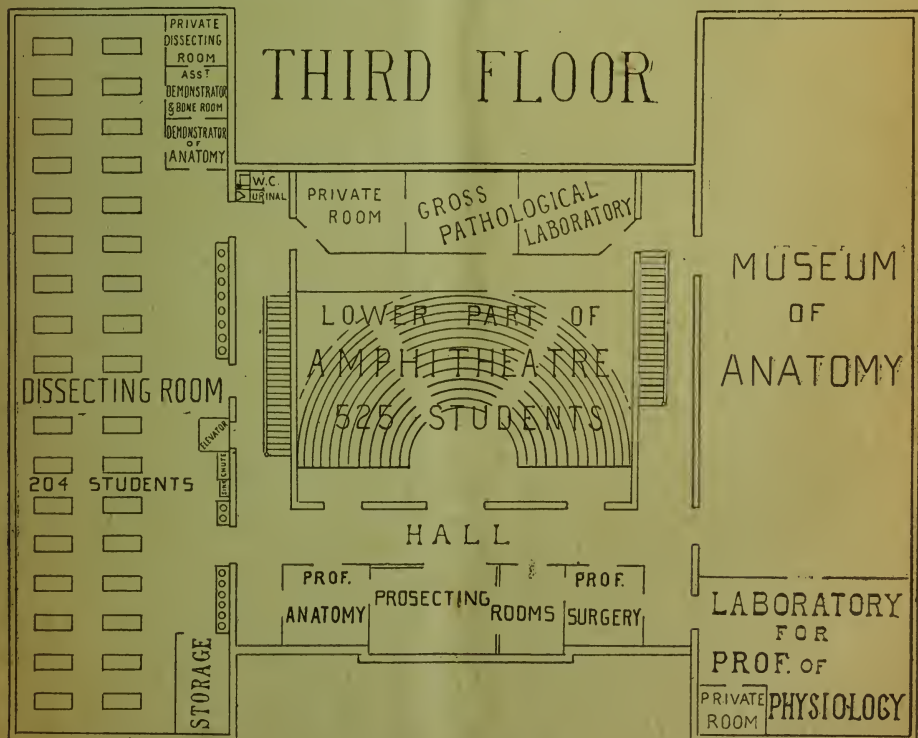 THIRD FLOOR
PRIVATE
DISSECTING
ROOM
ASS'T
DEMONSTRATOR
& BONE ROOM
DEMONSTRATOR
OF
ANATOMY
W.C.
URINAL
PRIVATE
ROOM
GROSS
PATHOLOGICAL
LABORATORY
MUSEUM
OF
ANATOMY
LOWER PART OF
AMPHITHEATRE
525 STUDENTS
DISSECTING ROOM
204 STUDENTS
ELEVATOR
CHUTE
SINK
HALL
PROF.
ANATOMY
PROSECTING
ROOMS
PROF.
SURGERY
STORAGE
LABORATORY
FOR
PROF. OF
PHYSIOLOGY
PRIVATE
ROOM